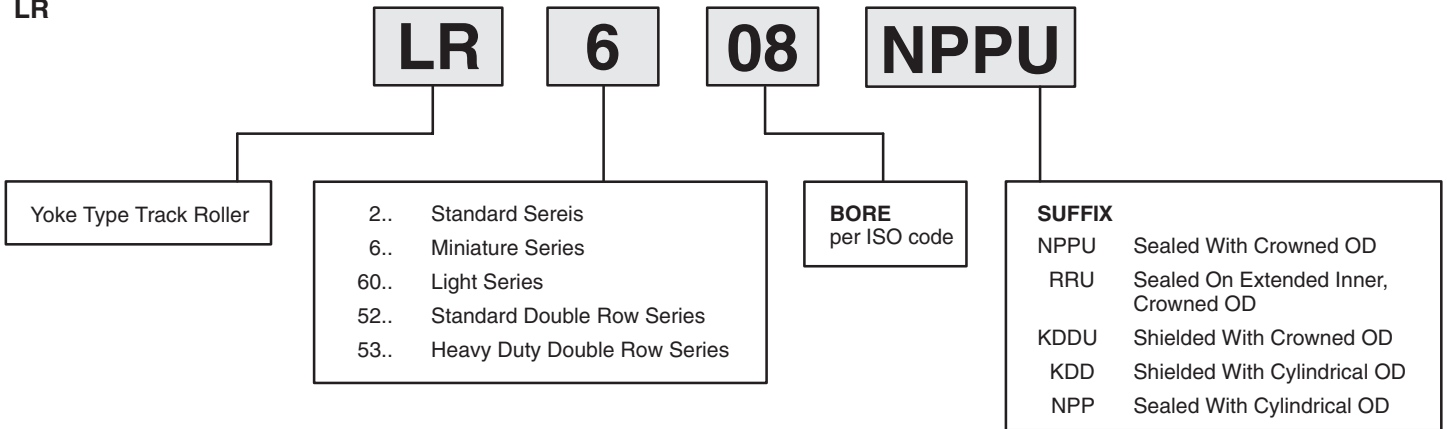 LR
LR 6 08 NPPU
Yoke Type Track Roller
2.. Standard Sereis
6.. Miniature Series
60.. Light Series
52.. Standard Double Row Series
53.. Heavy Duty Double Row Series
BORE
per ISO code
SUFFIX
NPPU Sealed With Crowned OD
RRU Sealed On Extended Inner,
Crowned OD
KDDU Shielded With Crowned OD
KDD Shielded With Cylindrical OD
NPP Sealed With Cylindrical OD